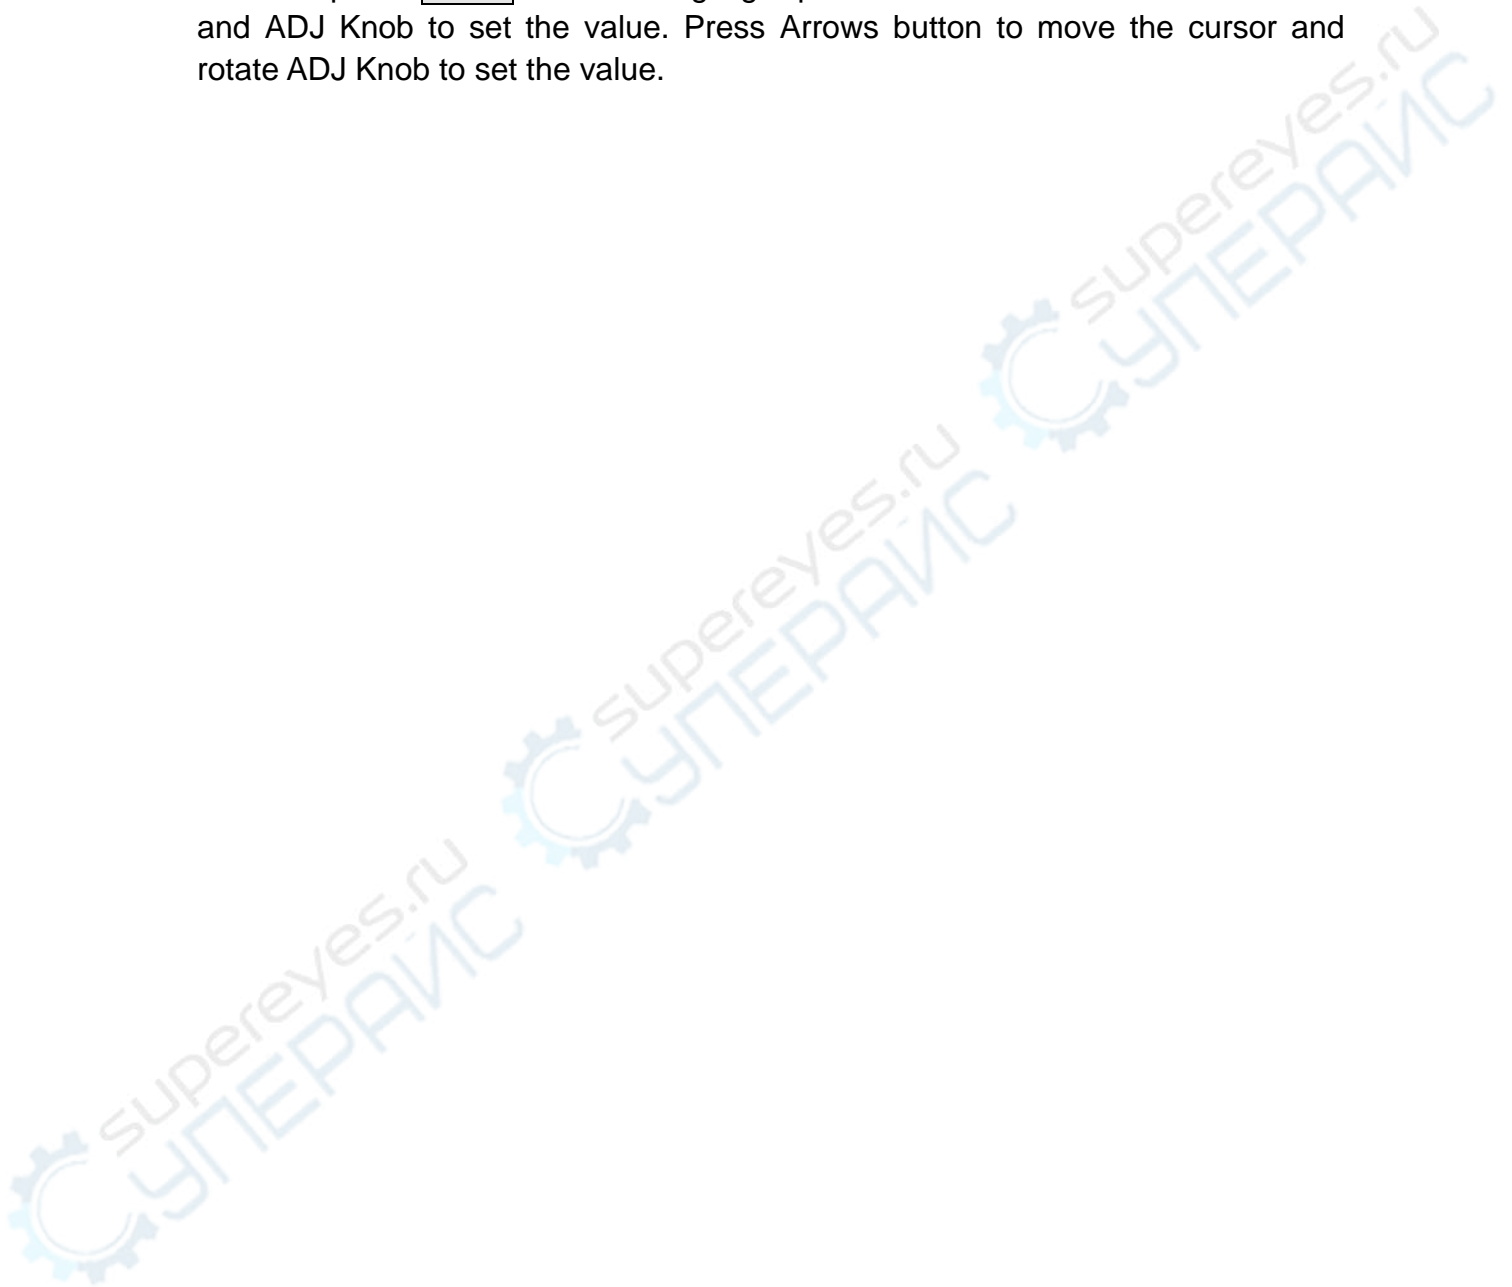 and ADJ Knob to set the value. Press Arrows button to move the cursor and
rotate ADJ Knob to set the value.
supereyes.ru
СУПЕРАЙС
supereyes.ru
СУПЕРАЙС
supereyes.ru
СУПЕРАЙС